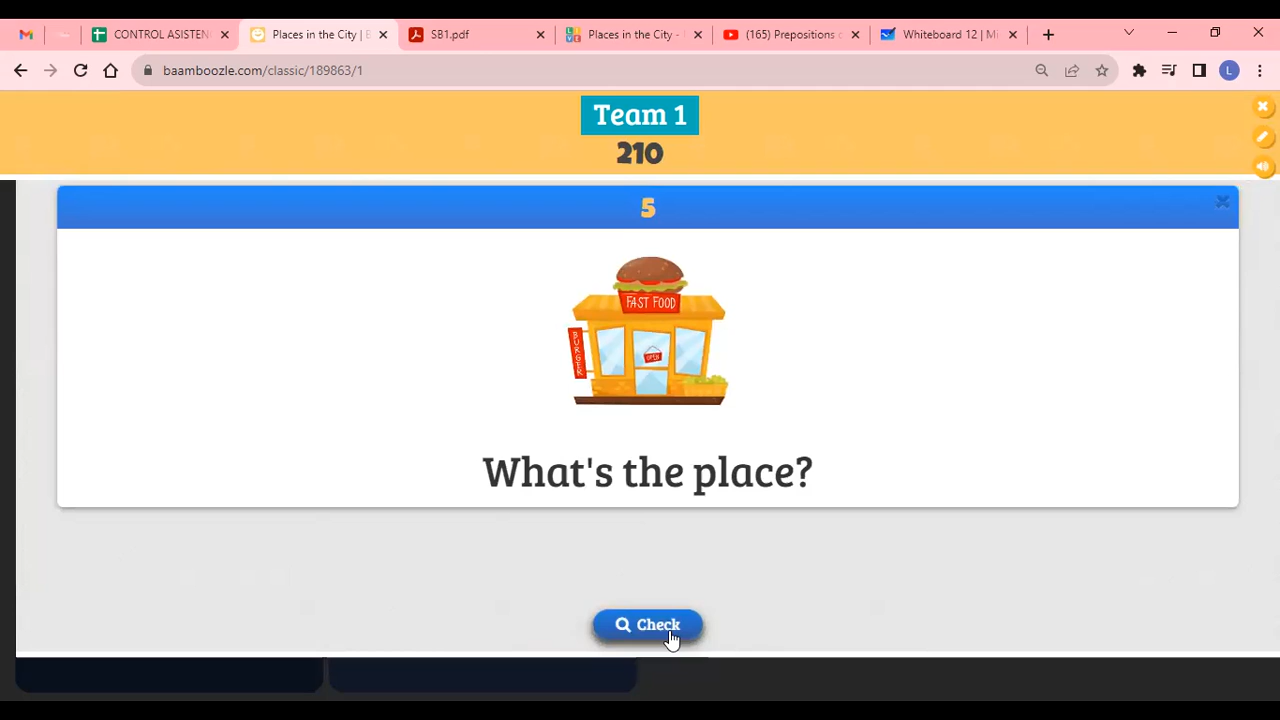 CONTROL ASISTEN
Places in the City | B
SB1.pdf
Places in the City -
(165) Prepositions o
Whiteboard 12 | Mi
baamboozle.com/classic/189863/1
L
Team 1
210
5
FAST FOOD
BURGER
OPEN
What's the place?
Check